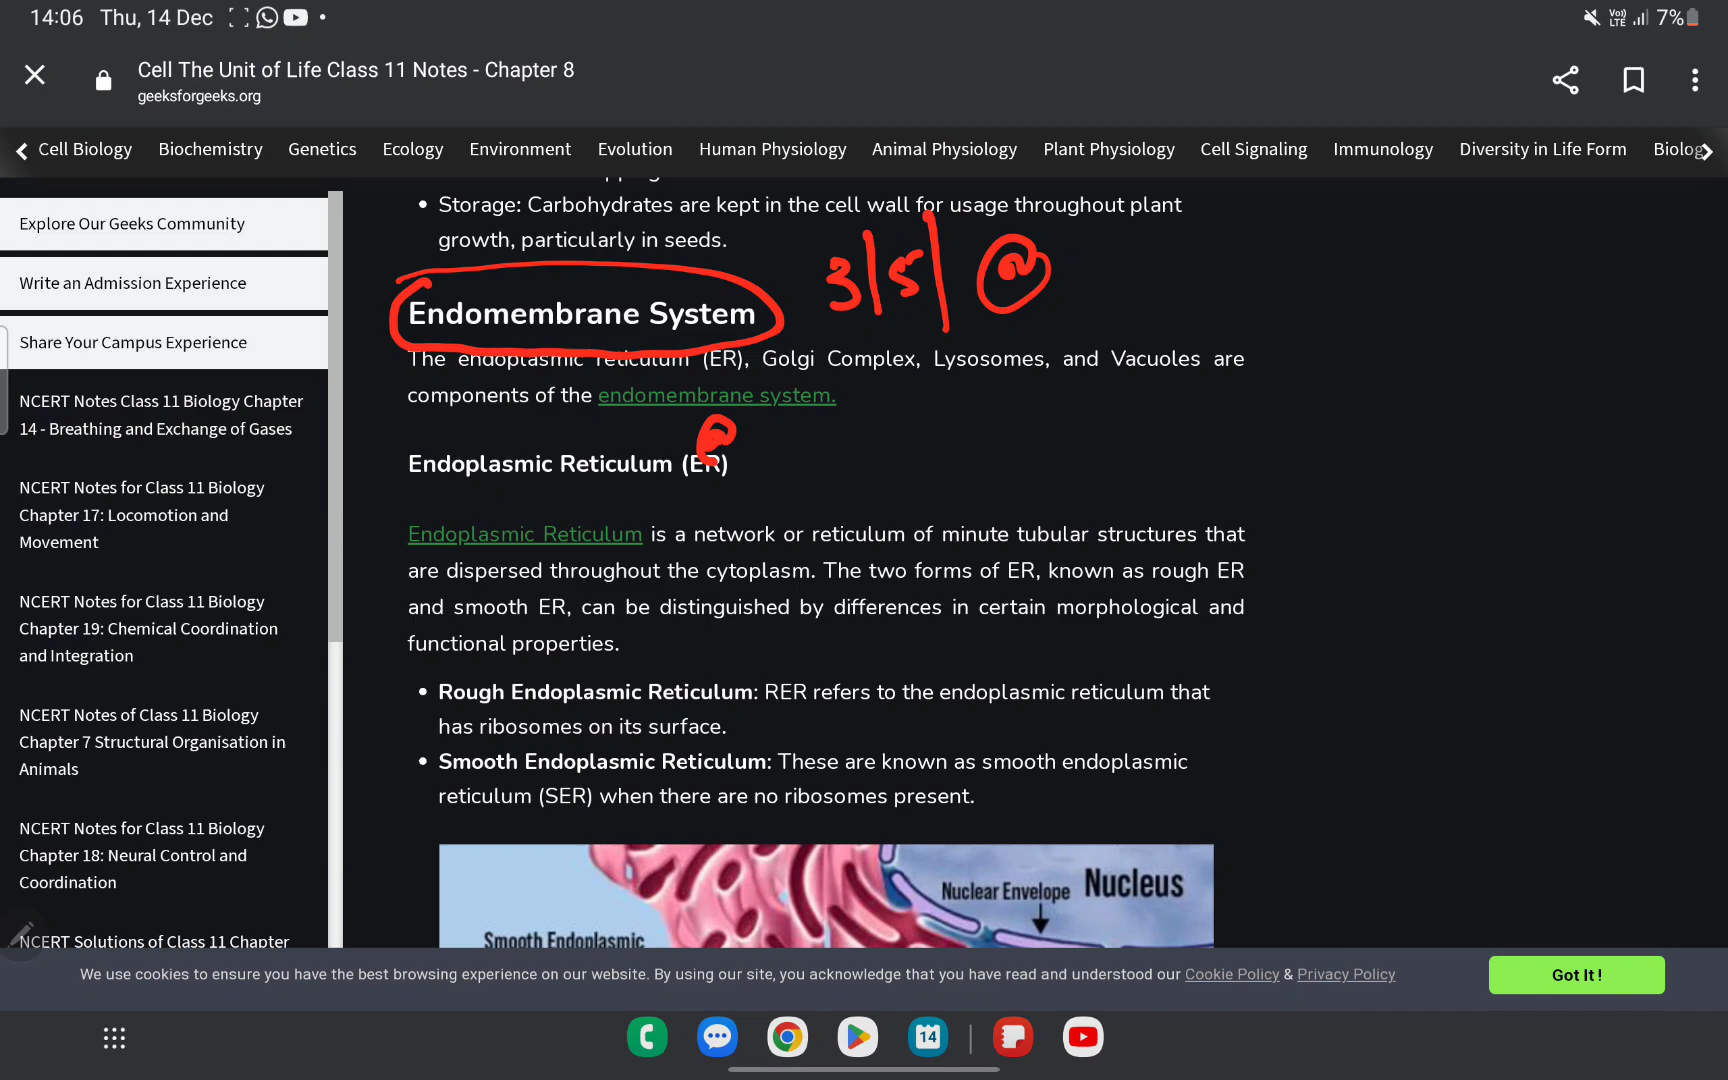 14:06 Thu, 14 Dec
Vo)) LTE 7%
Cell The Unit of Life Class 11 Notes - Chapter 8
geeksforgeeks.org
Cell Biology Biochemistry Genetics Ecology Environment Evolution Human Physiology Animal Physiology Plant Physiology Cell Signaling Immunology Diversity in Life Form Biolog
Explore Our Geeks Community
Write an Admission Experience
Share Your Campus Experience
NCERT Notes Class 11 Biology Chapter
14 - Breathing and Exchange of Gases
NCERT Notes for Class 11 Biology
Chapter 17: Locomotion and
Movement
NCERT Notes for Class 11 Biology
Chapter 19: Chemical Coordination
and Integration
NCERT Notes of Class 11 Biology
Chapter 7 Structural Organisation in
Animals
NCERT Notes for Class 11 Biology
Chapter 18: Neural Control and
Coordination
NCERT Solutions of Class 11 Chapter
• Storage: Carbohydrates are kept in the cell wall for usage throughout plant
growth, particularly in seeds.
3|5|
Endomembrane System
The endoplasmic reticulum (ER), Golgi Complex, Lysosomes, and Vacuoles are
components of the endomembrane system.
Endoplasmic Reticulum (ER)
Endoplasmic Reticulum is a network or reticulum of minute tubular structures that
are dispersed throughout the cytoplasm. The two forms of ER, known as rough ER
and smooth ER, can be distinguished by differences in certain morphological and
functional properties.
• Rough Endoplasmic Reticulum: RER refers to the endoplasmic reticulum that
has ribosomes on its surface.
• Smooth Endoplasmic Reticulum: These are known as smooth endoplasmic
reticulum (SER) when there are no ribosomes present.
Nuclear Envelope Nucleus
Smooth Endoplasmic
We use cookies to ensure you have the best browsing experience on our website. By using our site, you acknowledge that you have read and understood our Cookie Policy & Privacy Policy
Got It !
14